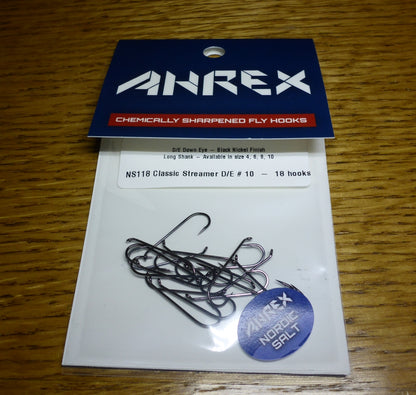 AHREX
CHEMICALLY SHARPENED FLY HOOKS
D/E Down Eye – Black Nickel Finish
Long Shank – Available in size 4, 6, 8, 10
NS118 Classic Streamer D/E # 10 – 18 hooks
AHREX
NORDIC
SALT